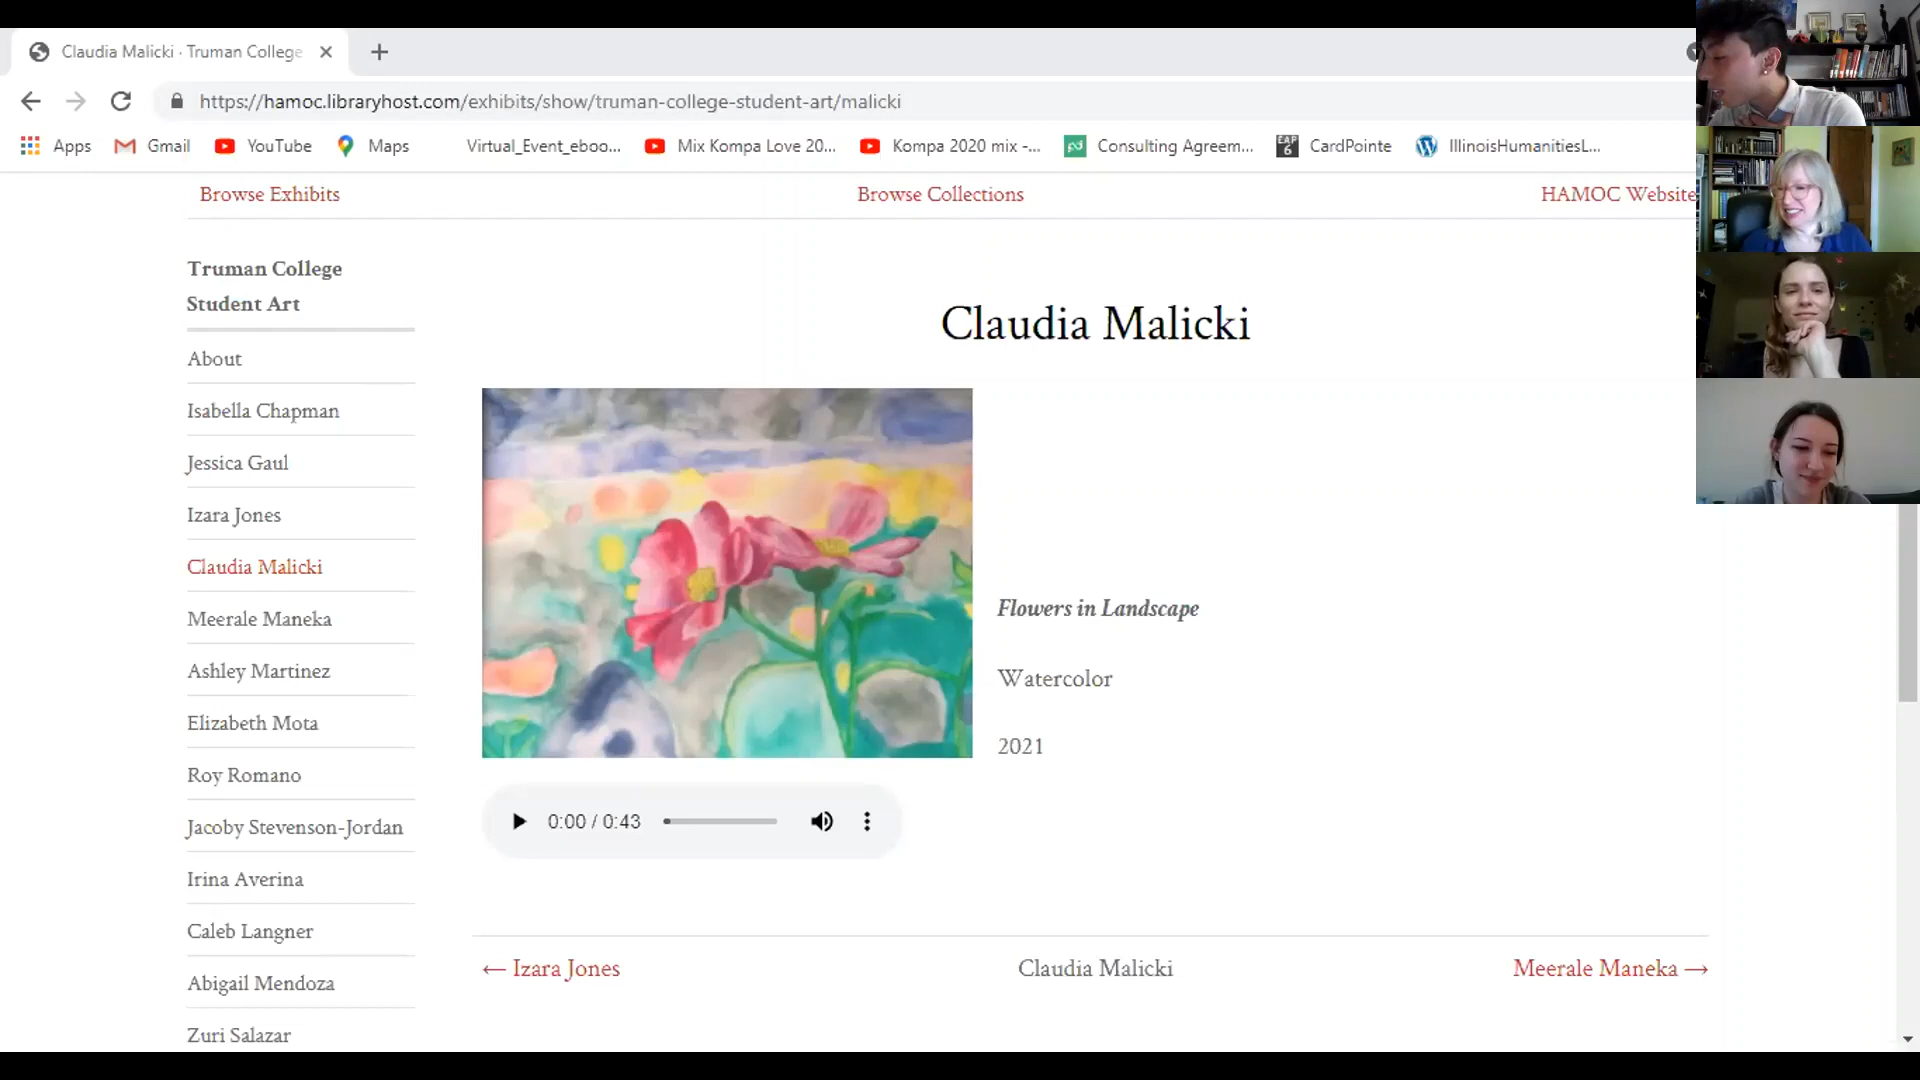 Claudia Malicki · Truman College
https://hamoc.libraryhost.com/exhibits/show/truman-college-student-art/malicki
Apps Gmail YouTube Maps Virtual_Event_eboo... Mix Kompa Love 20... Kompa 2020 mix -... Consulting Agreem... CardPointe IllinoisHumanitiesL...
Browse Exhibits Browse Collections HAMOC Website
Truman College
Student Art
About
Isabella Chapman
Jessica Gaul
Izara Jones
Claudia Malicki
Meerale Maneka
Ashley Martinez
Elizabeth Mota
Roy Romano
Jacoby Stevenson-Jordan
Irina Averina
Caleb Langner
Abigail Mendoza
Zuri Salazar
Claudia Malicki
Flowers in Landscape
Watercolor
2021
0:00 / 0:43
← Izara Jones Claudia Malicki Meerale Maneka →